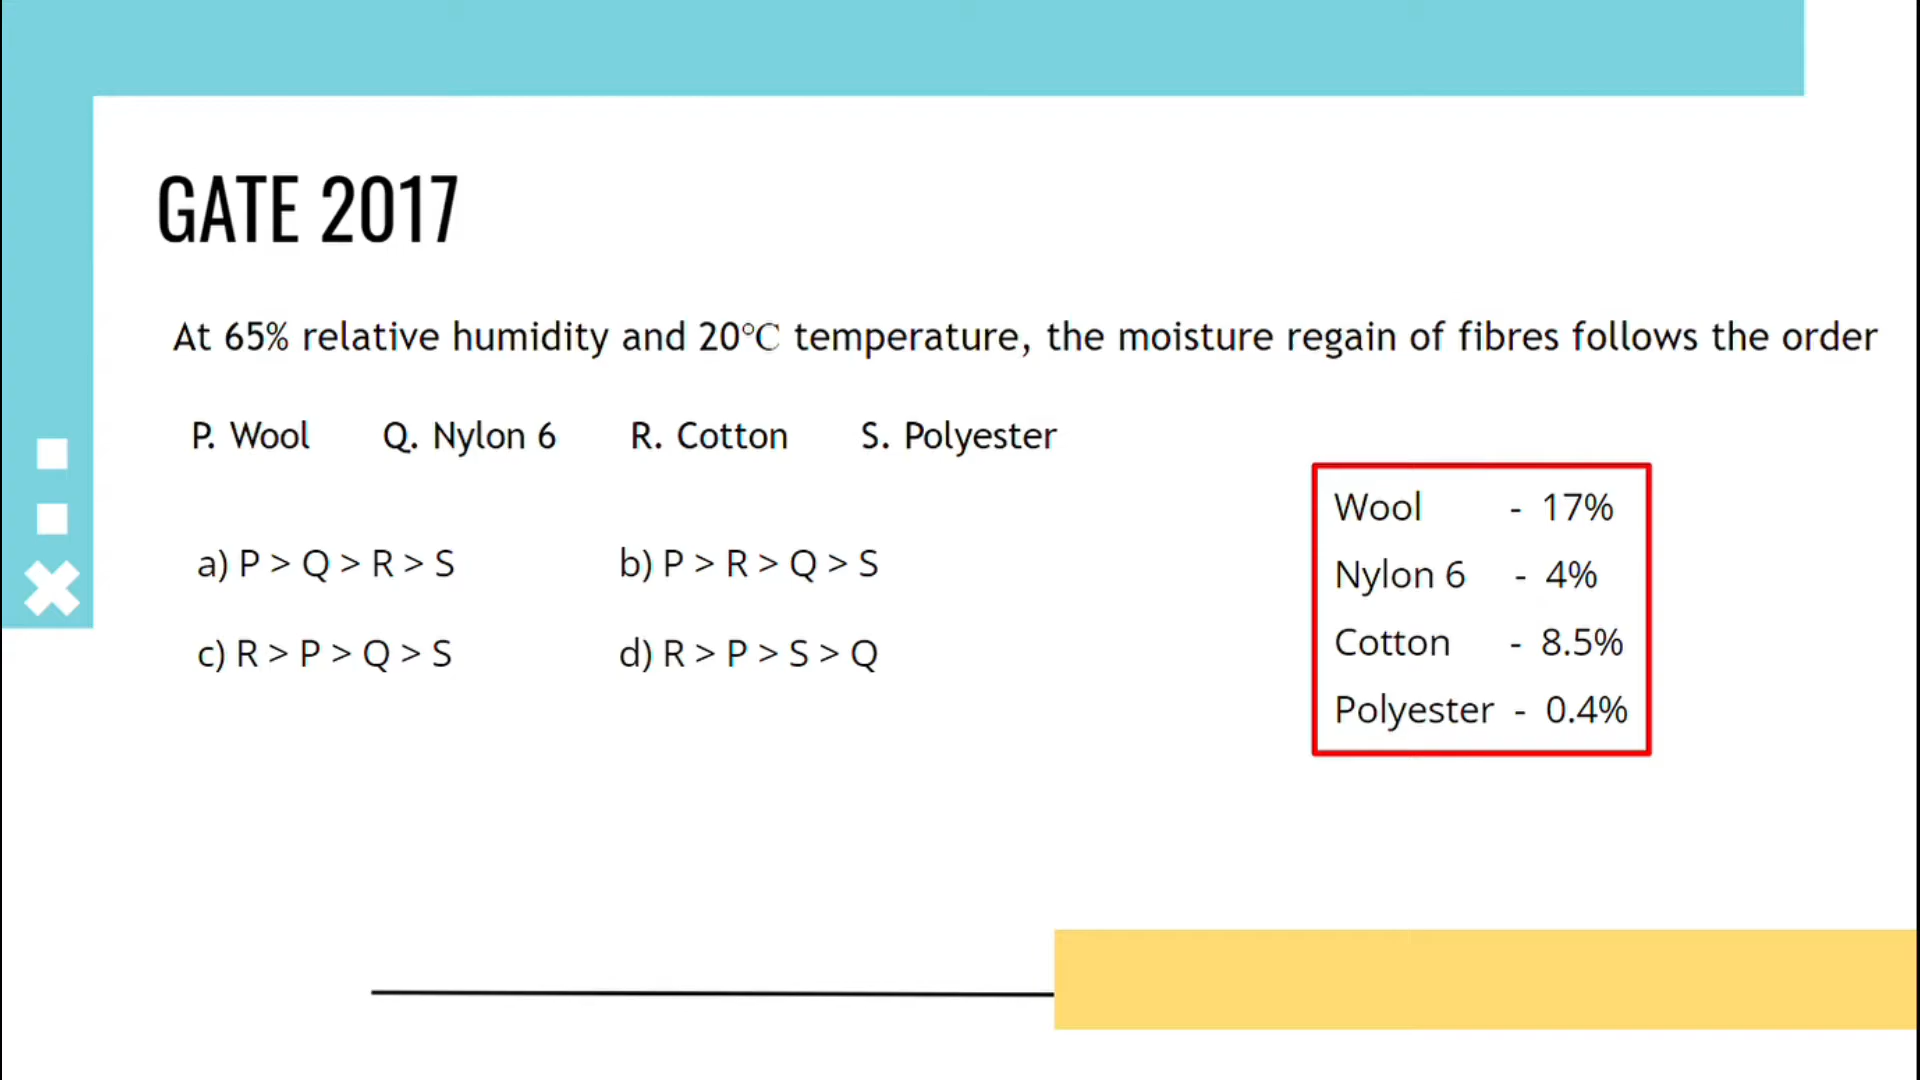 GATE 2017
At 65% relative humidity and 20°C temperature, the moisture regain of fibres follows the order
P. Wool Q. Nylon 6 R. Cotton S. Polyester
a) P > Q > R > S b) P > R > Q > S
c) R > P > Q > S d) R > P > S > Q
Wool - 17%
Nylon 6 - 4%
Cotton - 8.5%
Polyester - 0.4%